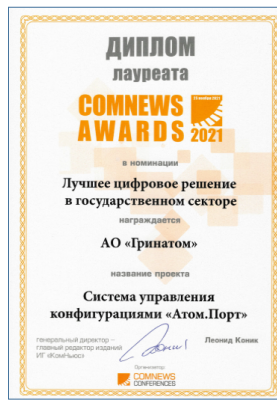 ДИПЛОМ
лауреата
COMNEWS
AWARDS 2021
в номинации
Лучшее цифровое решение
в государственном секторе
награждается
АО «Гринатом»
название проекта
Система управления
конфигурациями «Атом.Порт»
генеральный директор –
главный редактор изданий
ИГ «КомНьюс»
Леонид Коник
Организатор:
COMNEWS
CONFERENCES